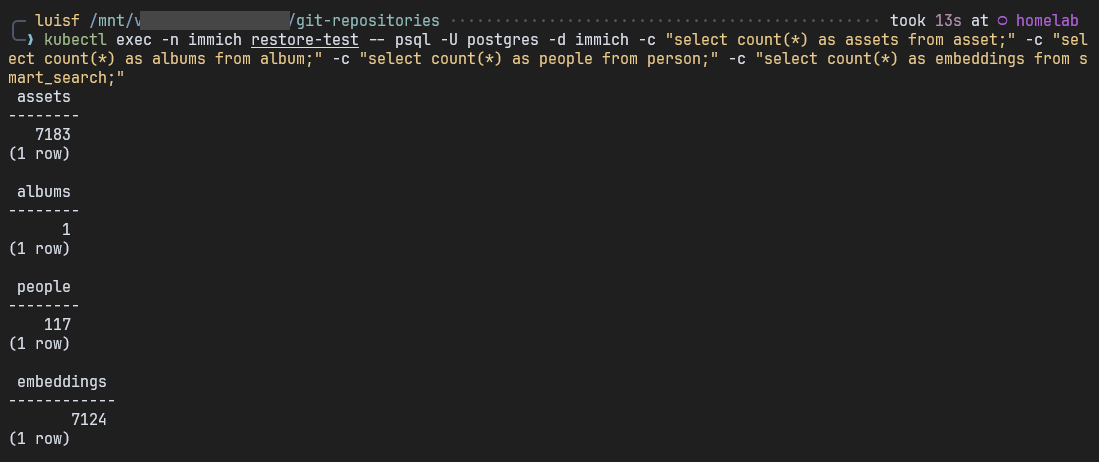 luisf /mnt/v /git-repositories ················································ took 13s at homelab
❯ kubectl exec -n immich restore-test -- psql -U postgres -d immich -c "select count(*) as assets from asset;" -c "sel
ect count(*) as albums from album;" -c "select count(*) as people from person;" -c "select count(*) as embeddings from s
mart_search;"
assets
--------
7183
(1 row)
albums
--------
1
(1 row)
people
--------
117
(1 row)
embeddings
------------
7124
(1 row)